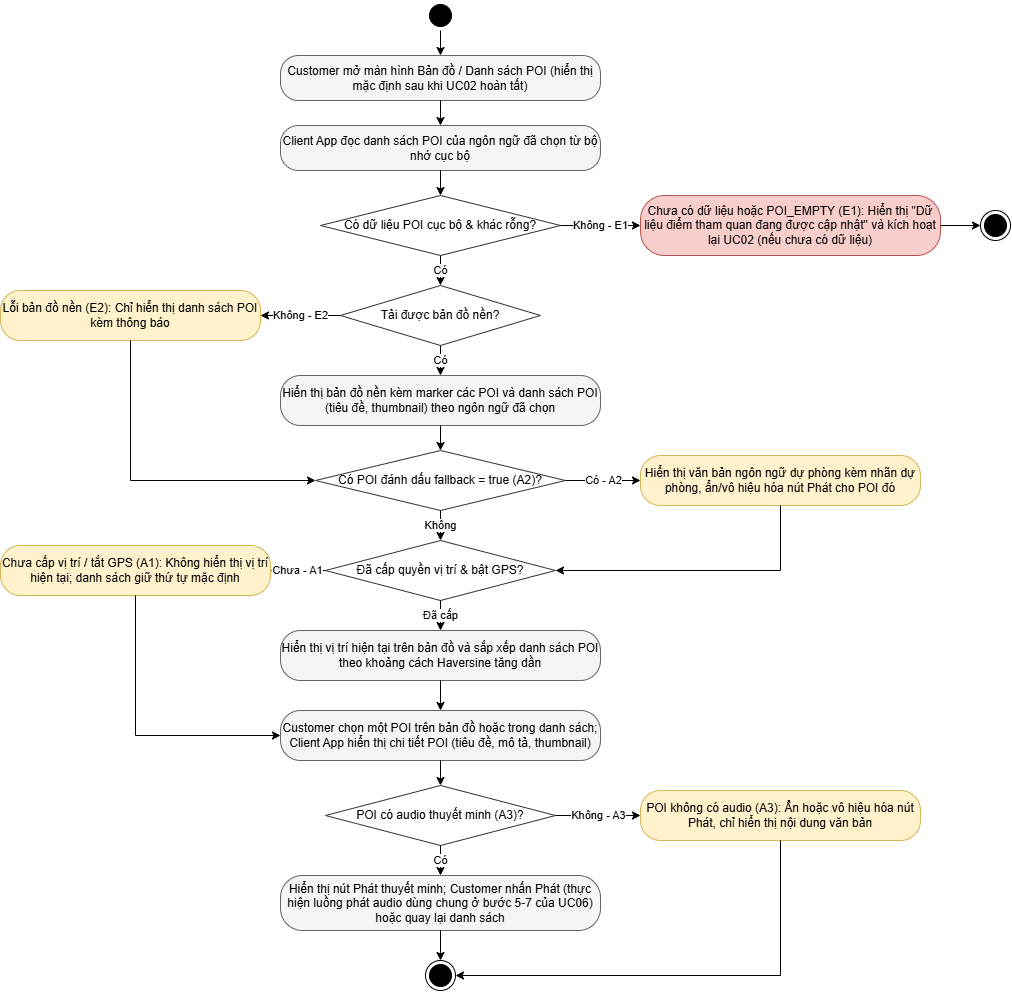 Customer mở màn hình Bản đồ / Danh sách POI (hiển thị
mặc định sau khi UC02 hoàn tất)
Client App đọc danh sách POI của ngôn ngữ đã chọn từ bộ
nhớ cục bộ
Có dữ liệu POI cục bộ & khác rỗng?
Không - E1
Chưa có dữ liệu hoặc POI_EMPTY (E1): Hiển thị "Dữ
liệu điểm tham quan đang được cập nhật" và kích hoạt
lại UC02 (nếu chưa có dữ liệu)
Có
Lỗi bản đồ nền (E2): Chỉ hiển thị danh sách POI
kèm thông báo
Không - E2
Tải được bản đồ nền?
Có
Hiển thị bản đồ nền kèm marker các POI và danh sách POI
(tiêu đề, thumbnail) theo ngôn ngữ đã chọn
Có POI đánh dấu fallback = true (A2)?
Có - A2
Hiển thị văn bản ngôn ngữ dự phòng kèm nhãn dự
phòng, ẩn/vô hiệu hóa nút Phát cho POI đó
Không
Chưa cấp vị trí / tắt GPS (A1): Không hiển thị vị trí
hiện tại; danh sách giữ thứ tự mặc định
Chưa - A1
Đã cấp quyền vị trí & bật GPS?
Đã cấp
Hiển thị vị trí hiện tại trên bản đồ và sắp xếp danh sách POI
theo khoảng cách Haversine tăng dần
Customer chọn một POI trên bản đồ hoặc trong danh sách;
Client App hiển thị chi tiết POI (tiêu đề, mô tả, thumbnail)
POI có audio thuyết minh (A3)?
Không - A3
POI không có audio (A3): Ẩn hoặc vô hiệu hóa nút
Phát, chỉ hiển thị nội dung văn bản
Có
Hiển thị nút Phát thuyết minh; Customer nhấn Phát (thực
hiện luồng phát audio dùng chung ở bước 5-7 của UC06)
hoặc quay lại danh sách